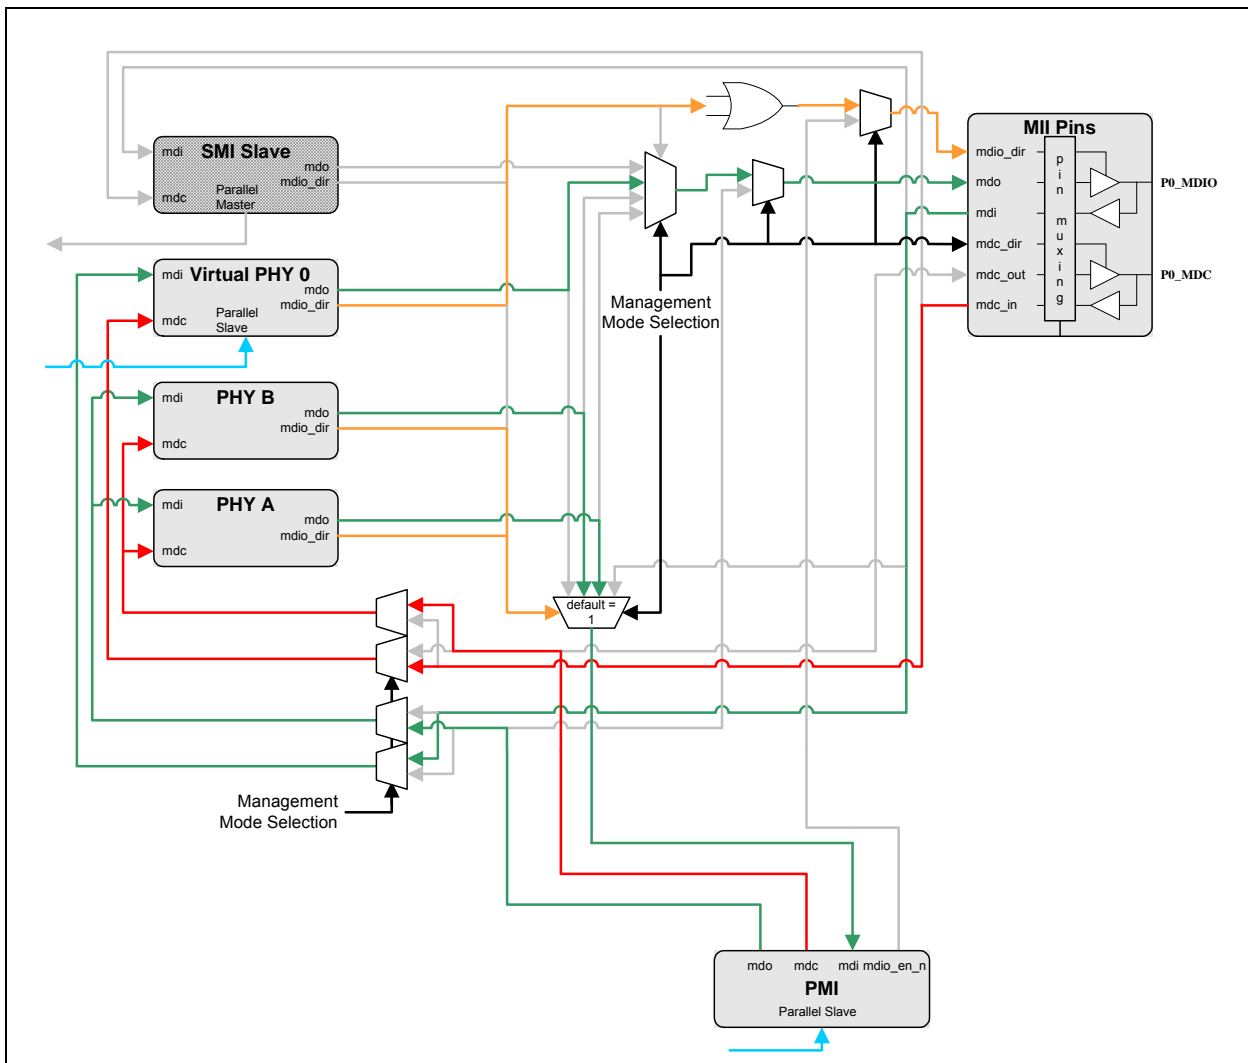 SMI Slave
mdi
mdo
mdio_dir
mdc
Parallel
Master
Virtual PHY 0
mdi
mdo
mdio_dir
mdc
Parallel
Slave
PHY B
mdi
mdo
mdio_dir
mdc
PHY A
mdi
mdo
mdio_dir
mdc
MII Pins
mdio_dir
mdo
mdi
mdc_dir
mdc_out
mdc_in
pin muxing
P0_MDIO
P0_MDC
Management
Mode Selection
default =
1
Management
Mode Selection
mdo mdc mdi mdio_en_n
PMI
Parallel Slave